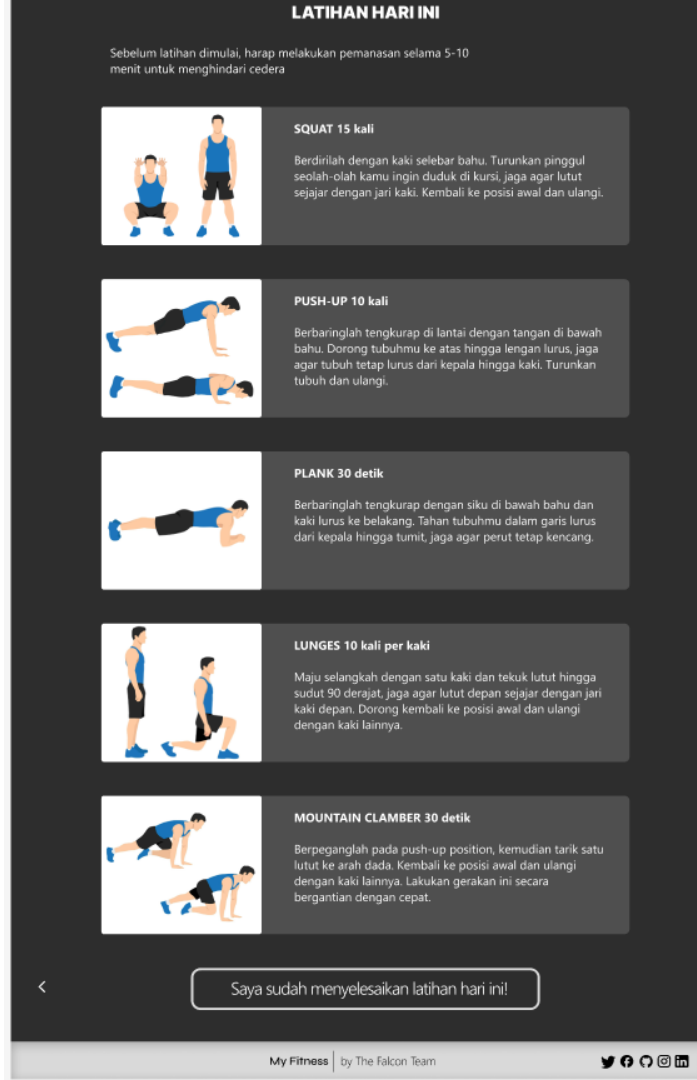 LATIHAN HARI INI
Sebelum latihan dimulai, harap melakukan pemanasan selama 5-10
menit untuk menghindari cedera
SQUAT 15 kali
Berdirilah dengan kaki selebar bahu. Turunkan pinggul
seolah-olah kamu ingin duduk di kursi, jaga agar lutut
sejajar dengan jari kaki. Kembali ke posisi awal dan ulangi.
PUSH-UP 10 kali
Berbaringlah tengkurap di lantai dengan tangan di bawah
bahu. Dorong tubuhmu ke atas hingga lengan lurus, jaga
agar tubuh tetap lurus dari kepala hingga kaki. Turunkan
tubuh dan ulangi.
PLANK 30 detik
Berbaringlah tengkurap dengan siku di bawah bahu dan
kaki lurus ke belakang. Tahan tubuhmu dalam garis lurus
dari kepala hingga tumit, jaga agar perut tetap kencang.
LUNGES 10 kali per kaki
Maju selangkah dengan satu kaki dan tekuk lutut hingga
sudut 90 derajat, jaga agar lutut depan sejajar dengan jari
kaki depan. Dorong kembali ke posisi awal dan ulangi
dengan kaki lainnya.
MOUNTAIN CLAMBER 30 detik
Berpeganglah pada push-up position, kemudian tarik satu
lutut ke arah dada. Kembali ke posisi awal dan ulangi
dengan kaki lainnya. Lakukan gerakan ini secara
bergantian dengan cepat.
Saya sudah menyelesaikan latihan hari ini!
My Fitness | by The Falcon Team